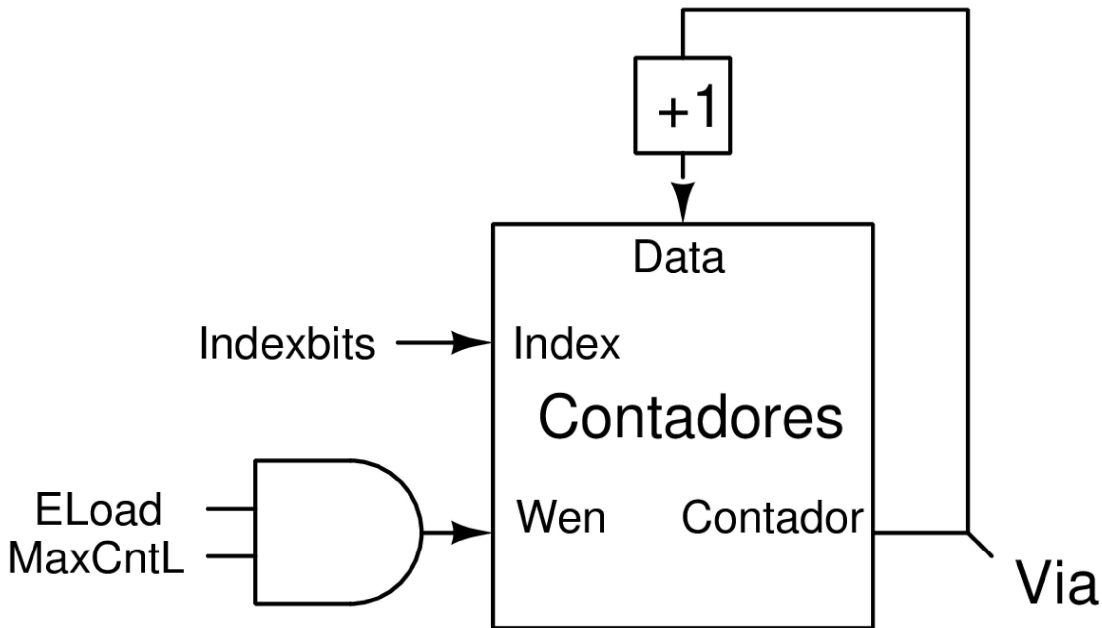 +1
Data
Indexbits
Index
Contadores
ELoad
MaxCntL
Wen
Contador
Via